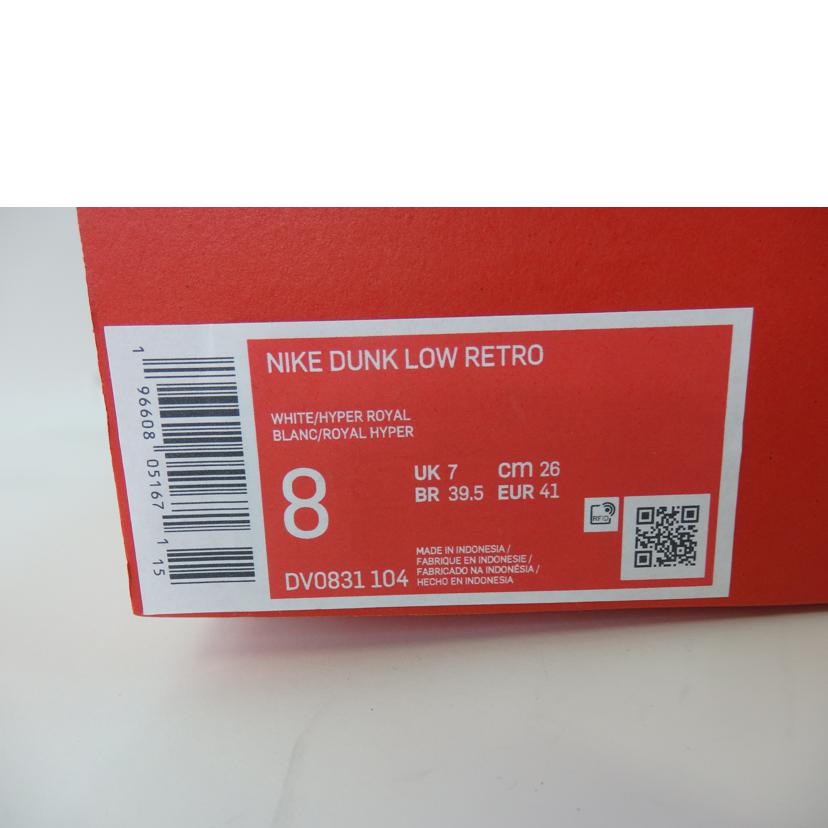 NIKE DUNK LOW RETRO
WHITE/HYPER ROYAL
BLANC/ROYAL HYPER
8
UK 7 cm 26
BR 39.5 EUR 41
DV0831 104
MADE IN INDONESIA /
FABRIQUE EN INDONESIE /
FABRICADO NA INDONÉSIA /
HECHO EN INDONESIA
RFID
1 96608 05167 1 15